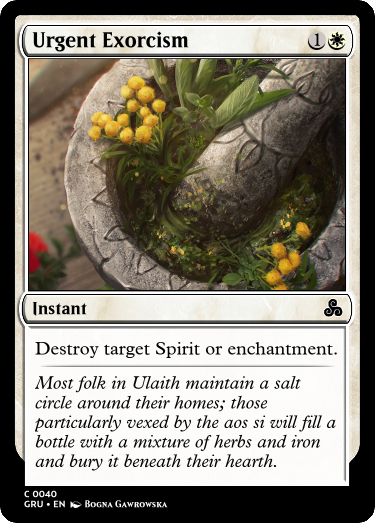 Urgent Exorcism 1
Instant
Destroy target Spirit or enchantment.
Most folk in Ulaith maintain a salt
circle around their homes; those
particularly vexed by the aos si will fill a
bottle with a mixture of herbs and iron
and bury it beneath their hearth.
C 0040
GRU • EN Bogna Gawrowska